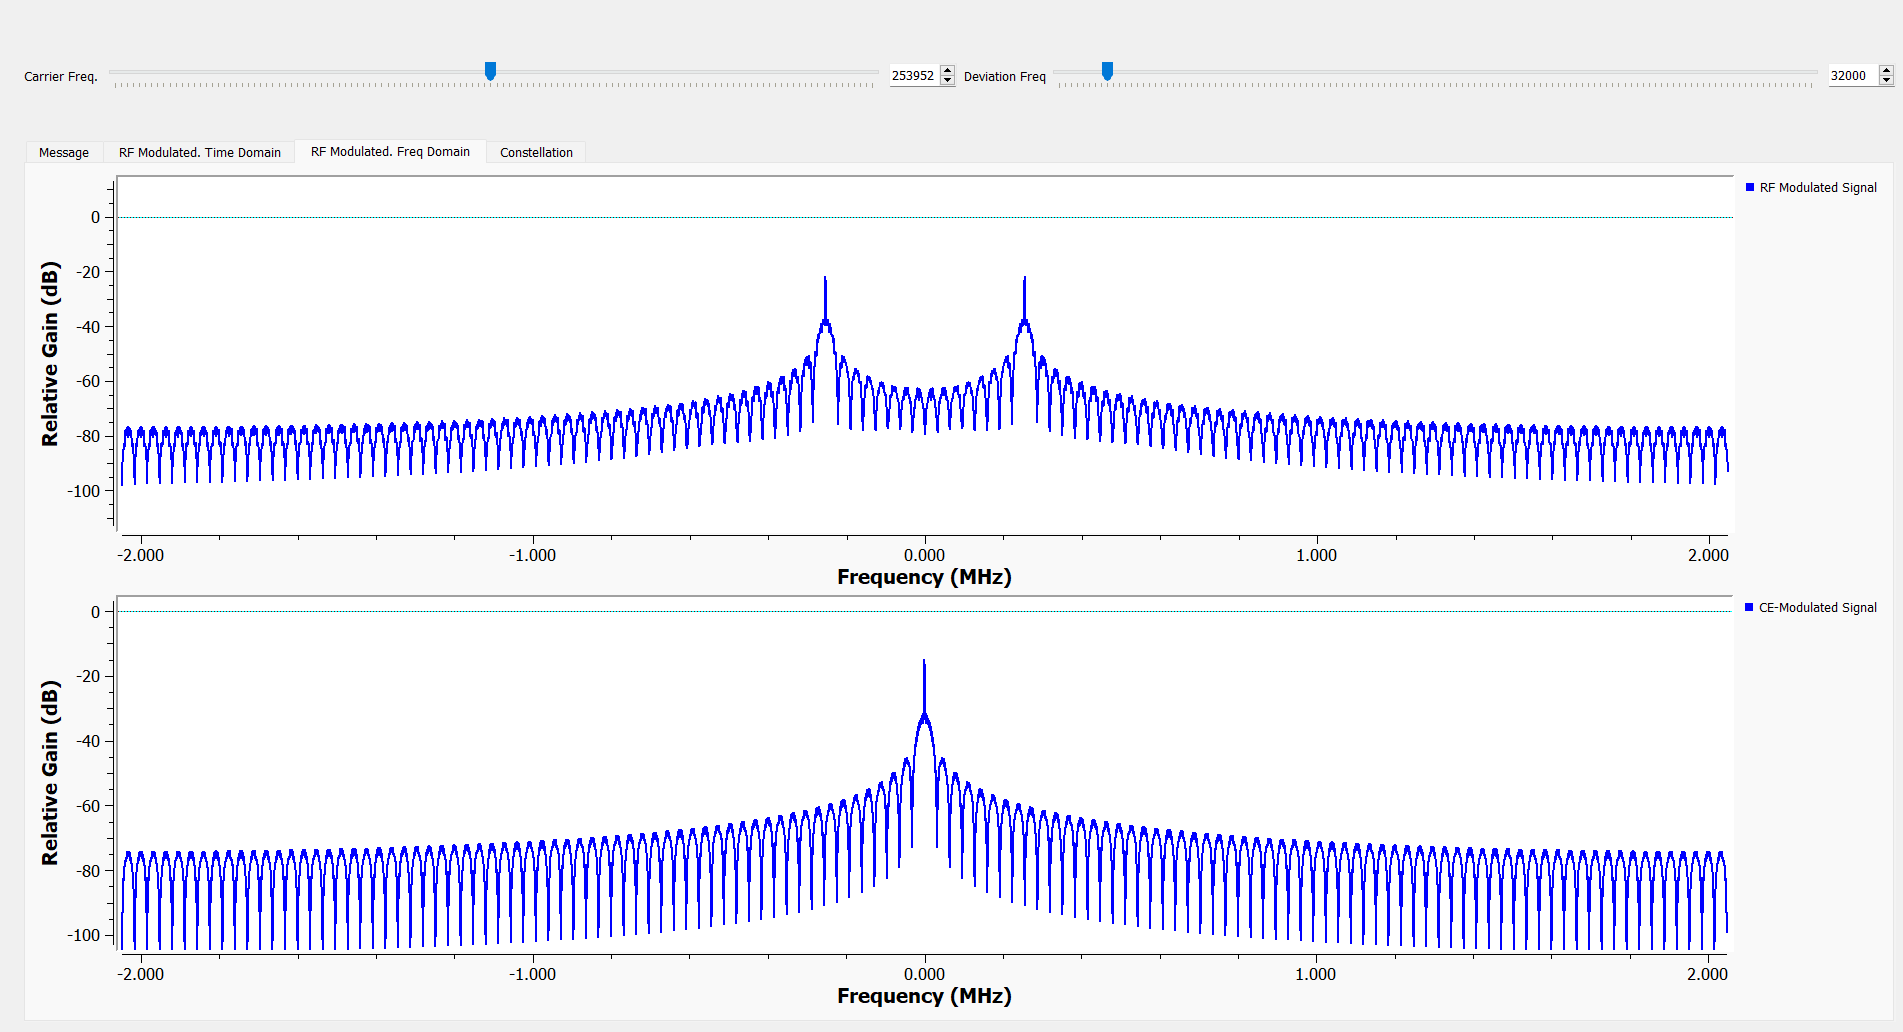 Carrier Freq. 253952 Deviation Freq 32000
Message RF Modulated. Time Domain RF Modulated. Freq Domain Constellation
RF Modulated Signal
Relative Gain (dB)
0
-20
-40
-60
-80
-100
-2.000 -1.000 0.000 1.000 2.000
Frequency (MHz)
CE-Modulated Signal
Relative Gain (dB)
0
-20
-40
-60
-80
-100
-2.000 -1.000 0.000 1.000 2.000
Frequency (MHz)